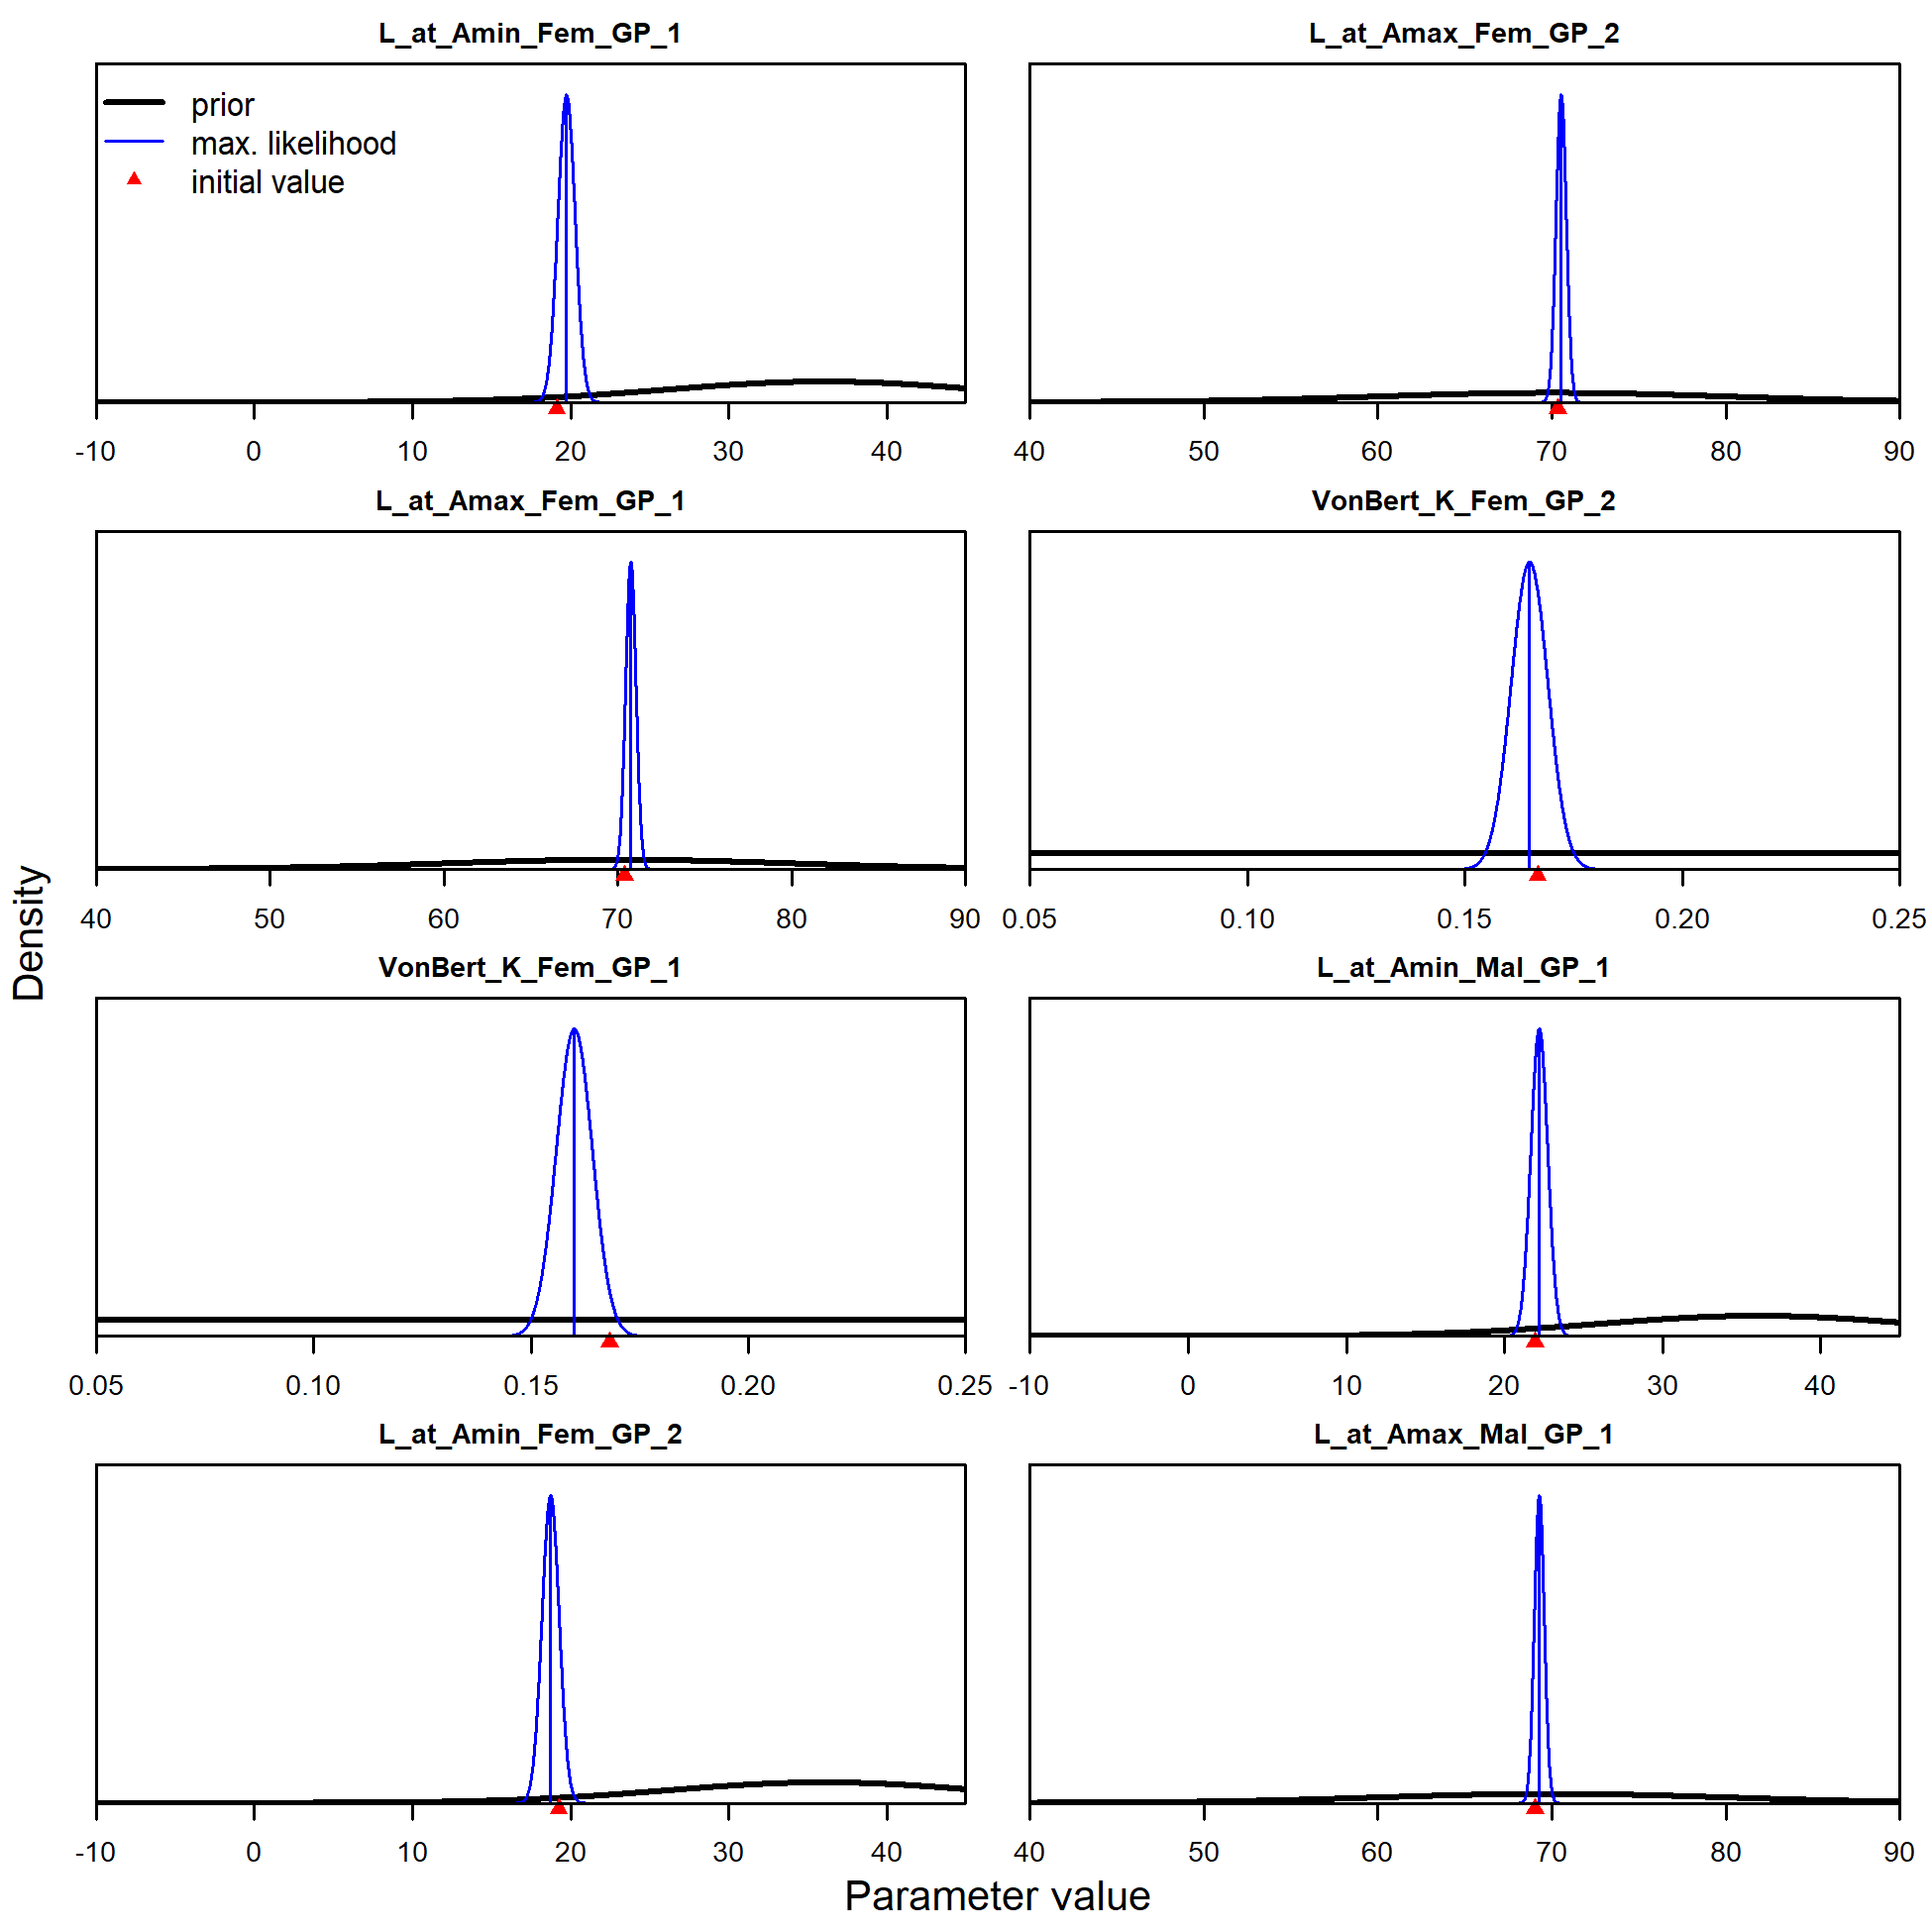 L_at_Amin_Fem_GP_1
prior
max. likelihood
initial value
-10 0 10 20 30 40
L_at_Amax_Fem_GP_2
40 50 60 70 80 90
L_at_Amax_Fem_GP_1
40 50 60 70 80 90
VonBert_K_Fem_GP_2
0.05 0.10 0.15 0.20 0.25
VonBert_K_Fem_GP_1
0.05 0.10 0.15 0.20 0.25
L_at_Amin_Mal_GP_1
-10 0 10 20 30 40
L_at_Amin_Fem_GP_2
-10 0 10 20 30 40
L_at_Amax_Mal_GP_1
40 50 60 70 80 90
Density
Parameter value